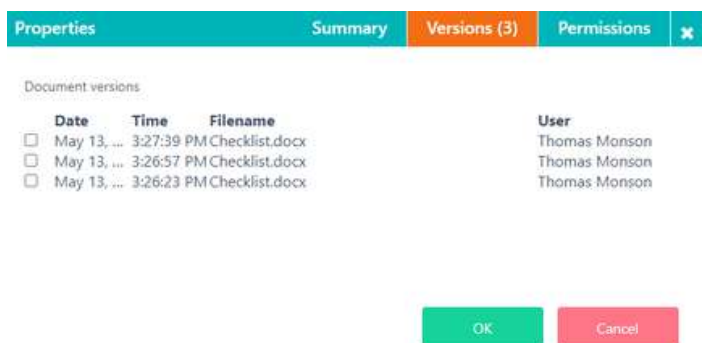 Properties Summary Versions (3) Permissions ×
Document versions
Date Time Filename User
May 13, ... 3:27:39 PM Checklist.docx Thomas Monson
May 13, ... 3:26:57 PM Checklist.docx Thomas Monson
May 13, ... 3:26:23 PM Checklist.docx Thomas Monson
OK Cancel